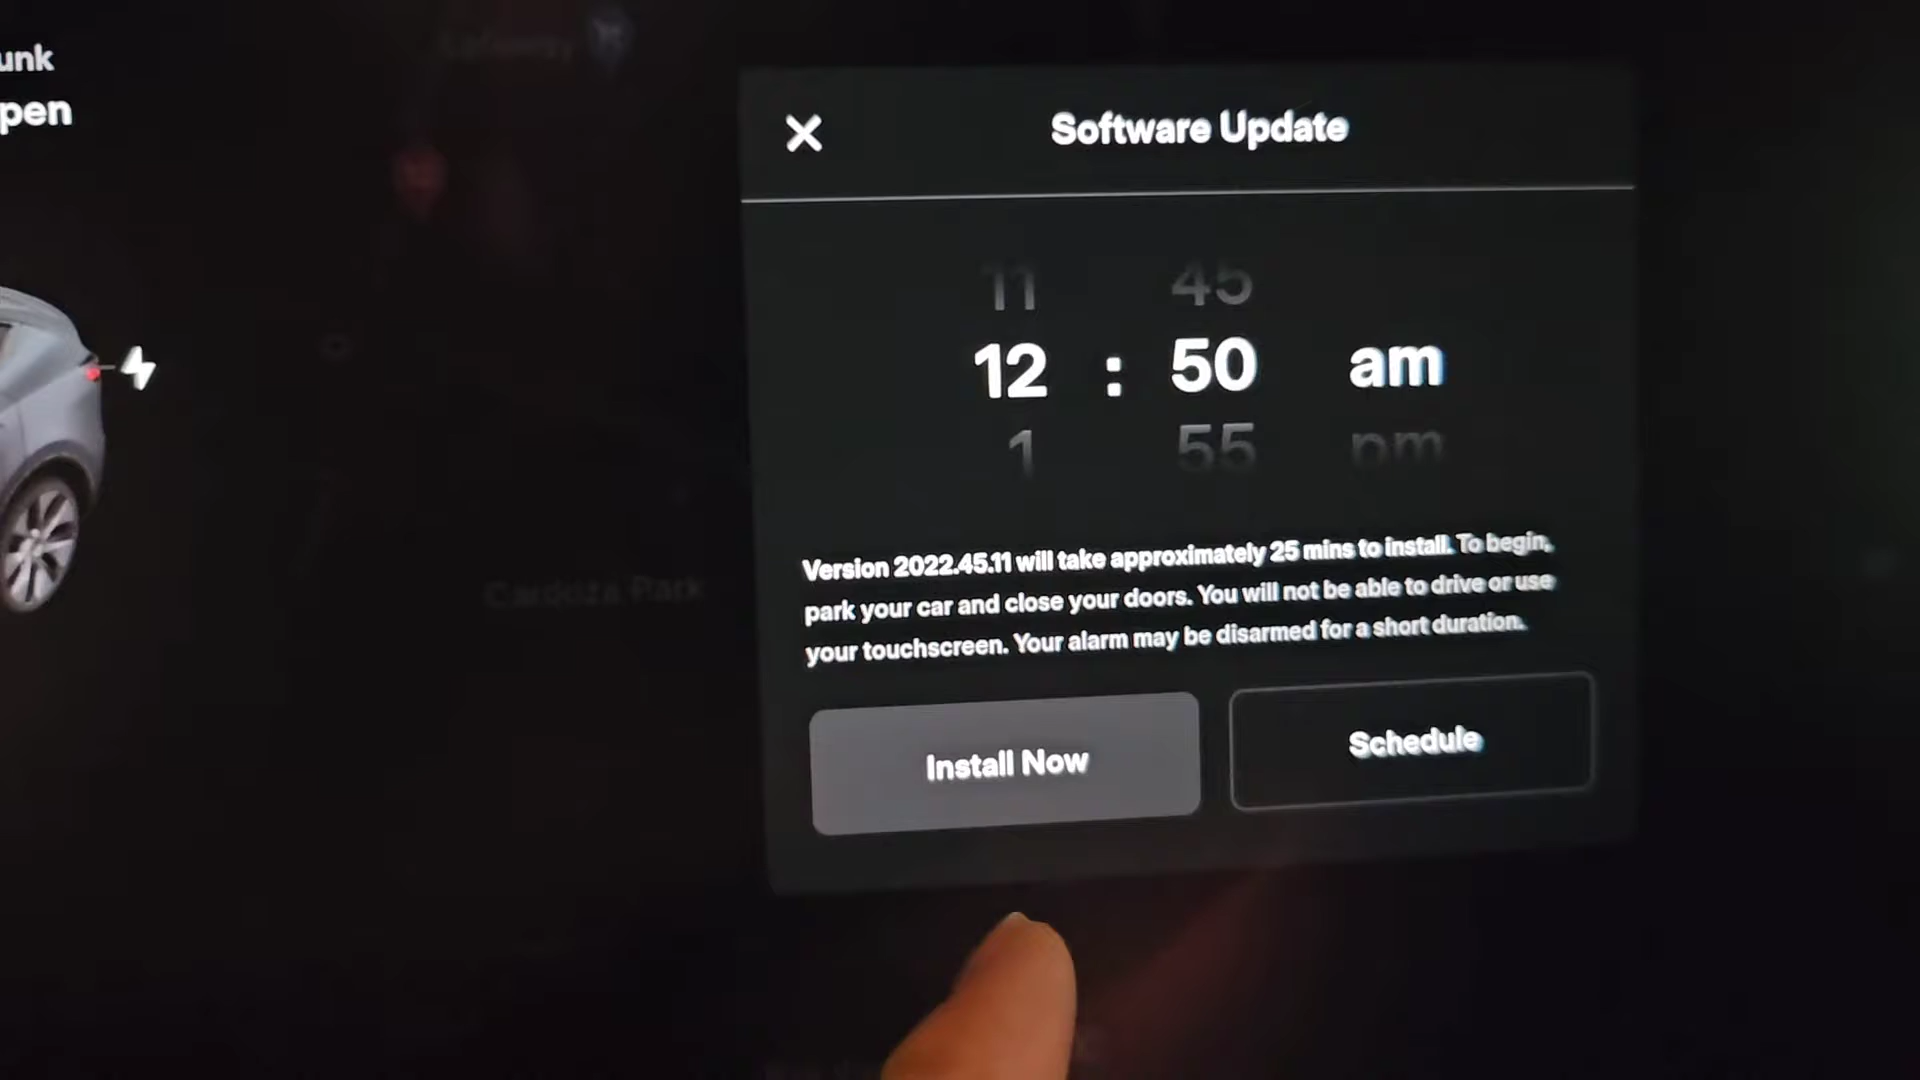 unk
pen
Software Update
11 45
12 : 50 am
1 55 pm
Version 2022.45.11 will take approximately 25 mins to install. To begin,
park your car and close your doors. You will not be able to drive or use
your touchscreen. Your alarm may be disarmed for a short duration.
Install Now Schedule
Cardoza Park